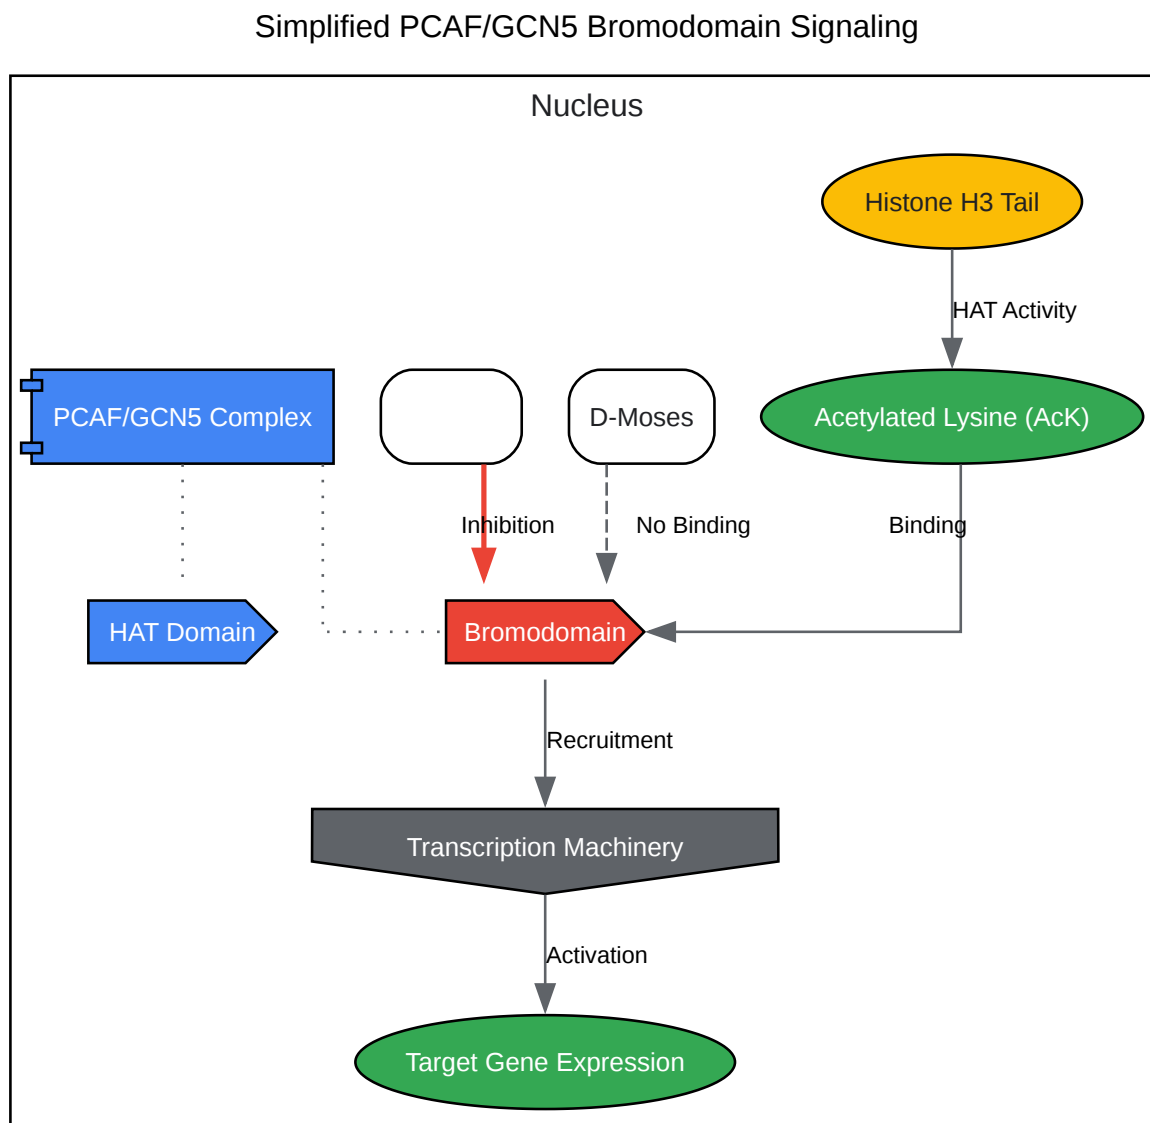 Simplified PCAF/GCN5 Bromodomain Signaling
Nucleus
Histone H3 Tail
HAT Activity
PCAF/GCN5 Complex
D-Moses
Acetylated Lysine (AcK)
Inhibition
No Binding
Binding
HAT Domain
Bromodomain
Recruitment
Transcription Machinery
Activation
Target Gene Expression